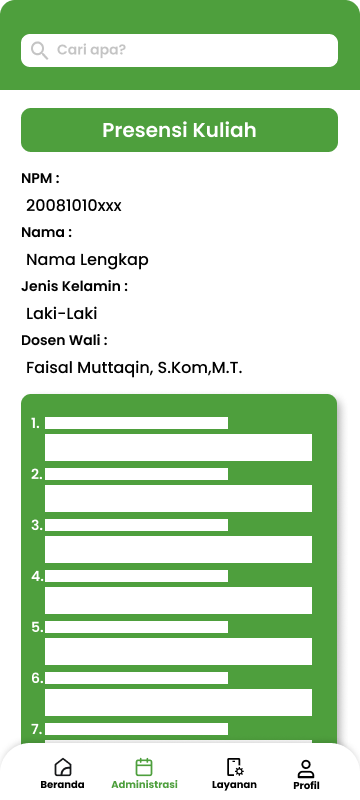 Cari apa?
Presensi Kuliah
NPM :
20081010xxx
Nama :
Nama Lengkap
Jenis Kelamin :
Laki-Laki
Dosen Wali :
Faisal Muttaqin, S.Kom,M.T.
1.
2.
3.
4.
5.
6.
7.
Beranda Administrasi Layanan Profil